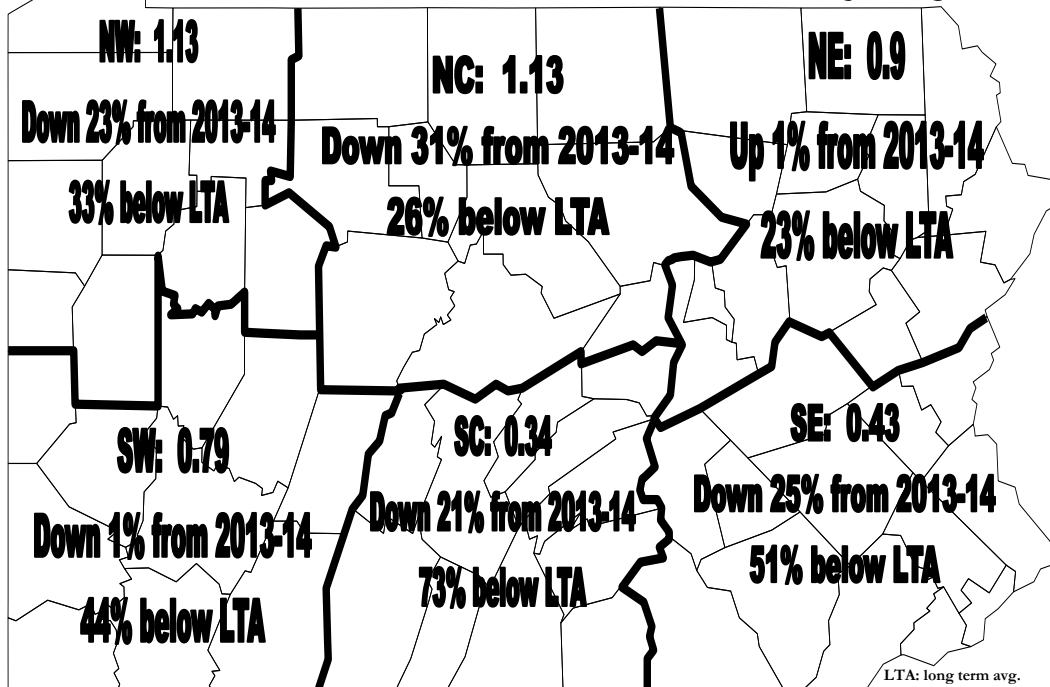 NW: 1.13
Down 23% from 2013-14
33% below LTA
NC: 1.13
Down 31% from 2013-14
26% below LTA
NE: 0.9
Up 1% from 2013-14
23% below LTA
SW: 0.79
Down 1% from 2013-14
44% below LTA
SC: 0.34
Down 21% from 2013-14
73% below LTA
SE: 0.43
Down 25% from 2013-14
51% below LTA
LTA: long term avg.